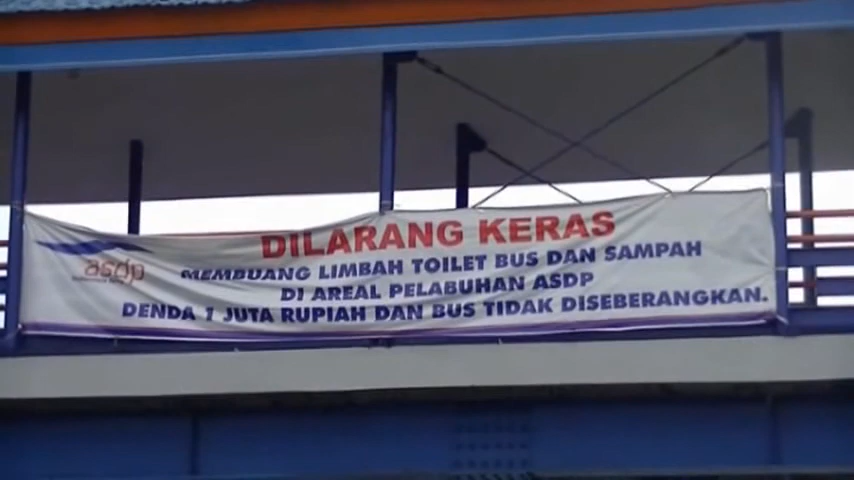 DILARANG KERAS
asdp
MEMBUANG LIMBAH TOILET BUS DAN SAMPAH
DI AREAL PELABUHAN ASDP
DENDA 1 JUTA RUPIAH DAN BUS TIDAK DISEBERANGKAN.